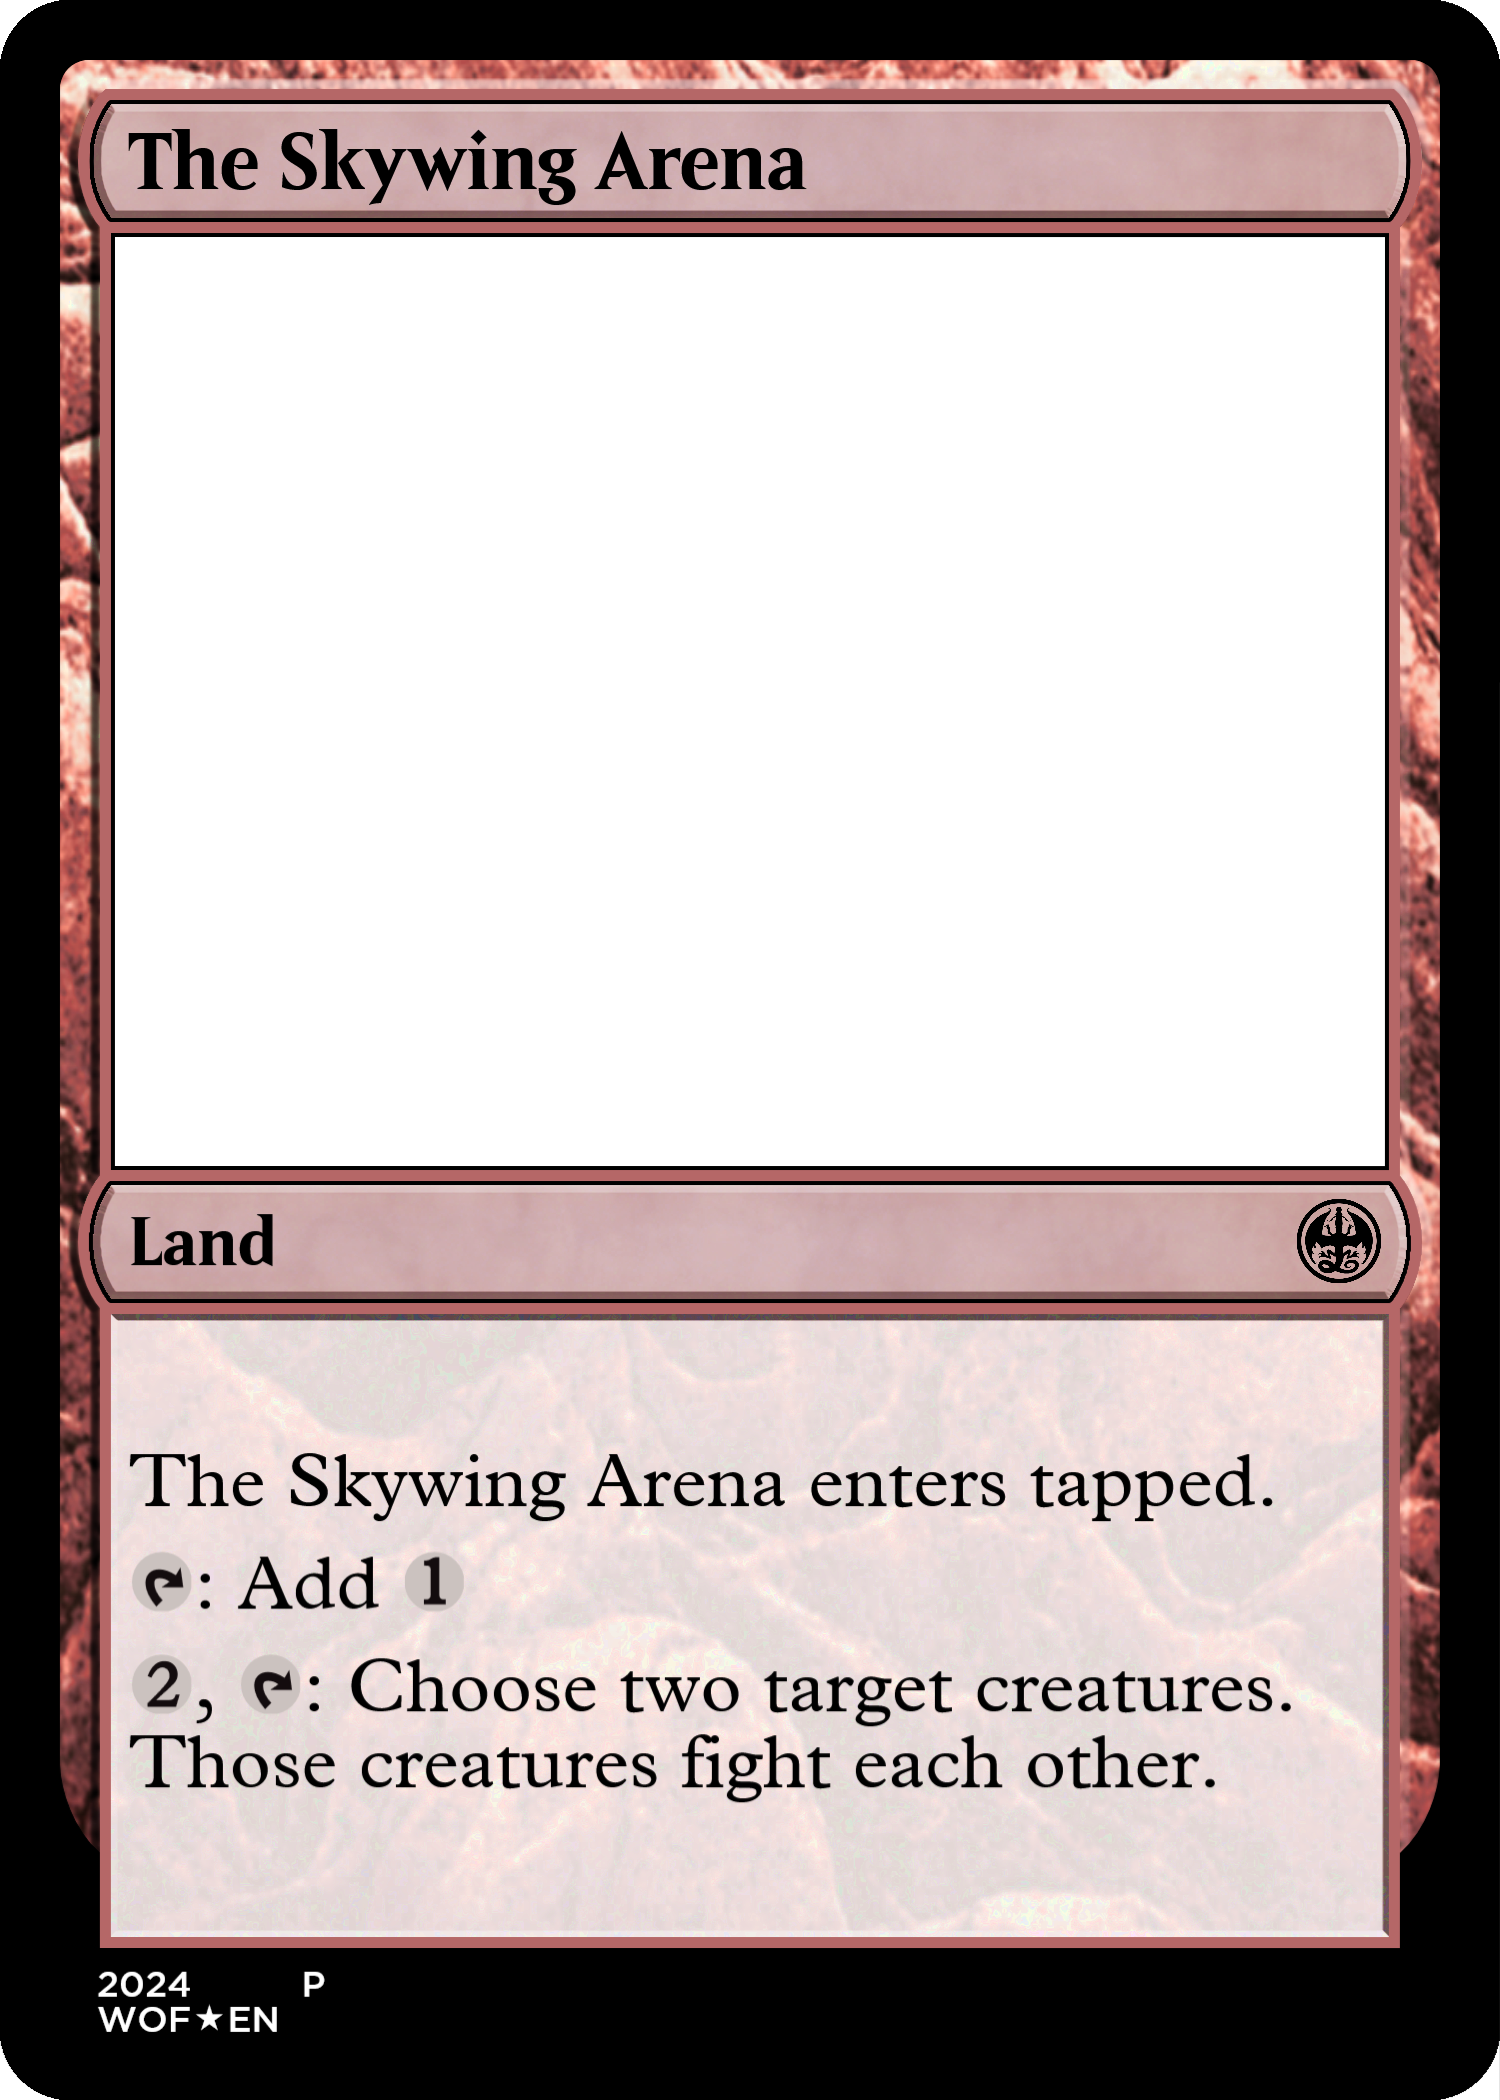 The Skywing Arena
Land
The Skywing Arena enters tapped.
: Add 1
2, : Choose two target creatures.
Those creatures fight each other.
2024 P
WOF★EN